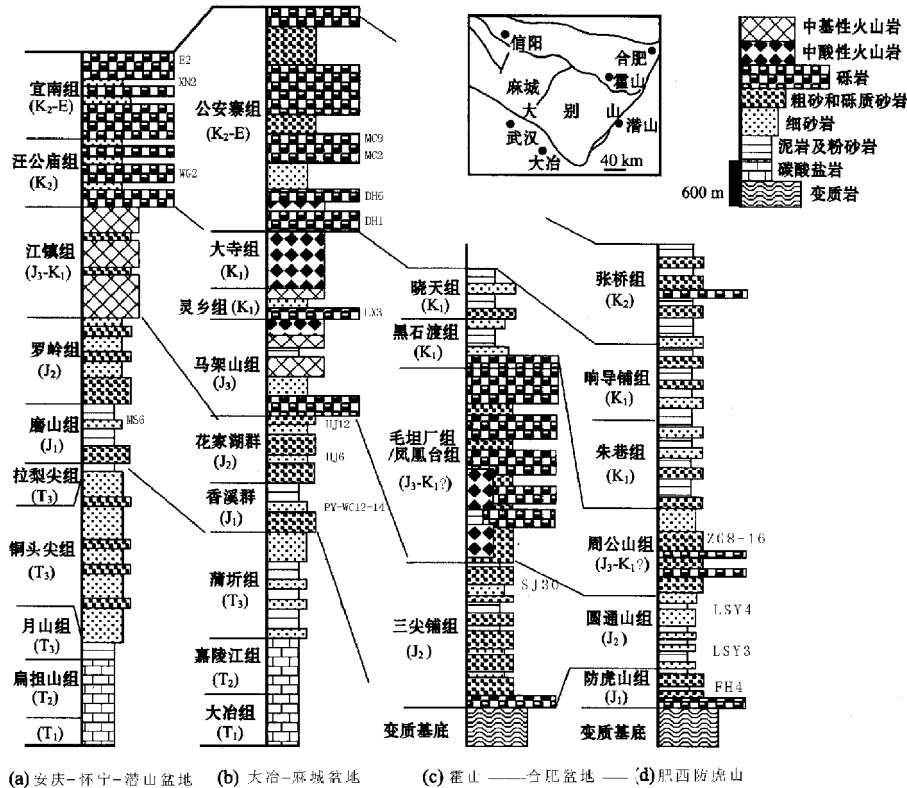 宜南组
(K₂-E)
汪公庙组
(K₂)
江镇组
(J₃-K₁)
罗岭组
(J₂)
磨山组
(J₁)
拉犁尖组
(T₃)
铜头尖组
(T₃)
月山组
(T₃)
扁担山组
(T₂)
(T₁)
E2
XN2
WG2
MS6
(a) 安庆-怀宁-潜山盆地
公安寨组
(K₂-E)
大寺组
(K₁)
灵乡组 (K₁)
马架山组
(J₃)
花家湖群
(J₂)
香溪群
(J₁)
蒲圻组
(T₃)
嘉陵江组
(T₂)
大冶组
(T₁)
MC9
MC2
DH6
DH1
LX3
HJ12
HJ6
PY-WC12-14
(b) 大冶-麻城盆地
晓天组
(K₁)
黑石渡组
(K₁)
毛坦厂组
/凤凰台组
(J₃-K₁?)
三尖铺组
(J₂)
变质基底
SJ30
(c) 霍山 ——合肥盆地 —
张桥组
(K₂)
响导铺组
(K₁)
朱巷组
(K₁)
周公山组
(J₃-K₁?)
圆通山组
(J₂)
防虎山组
(J₁)
变质基底
ZG8-16
LSY4
LSY3
FH4
(d) 肥西防虎山
信阳
合肥
麻城
霍山
大 别 山
潜山
武汉
大冶
40 km
中基性火山岩
中酸性火山岩
砾岩
粗砂和砾质砂岩
细砂岩
泥岩及粉砂岩
碳酸盐岩
变质岩
600 m